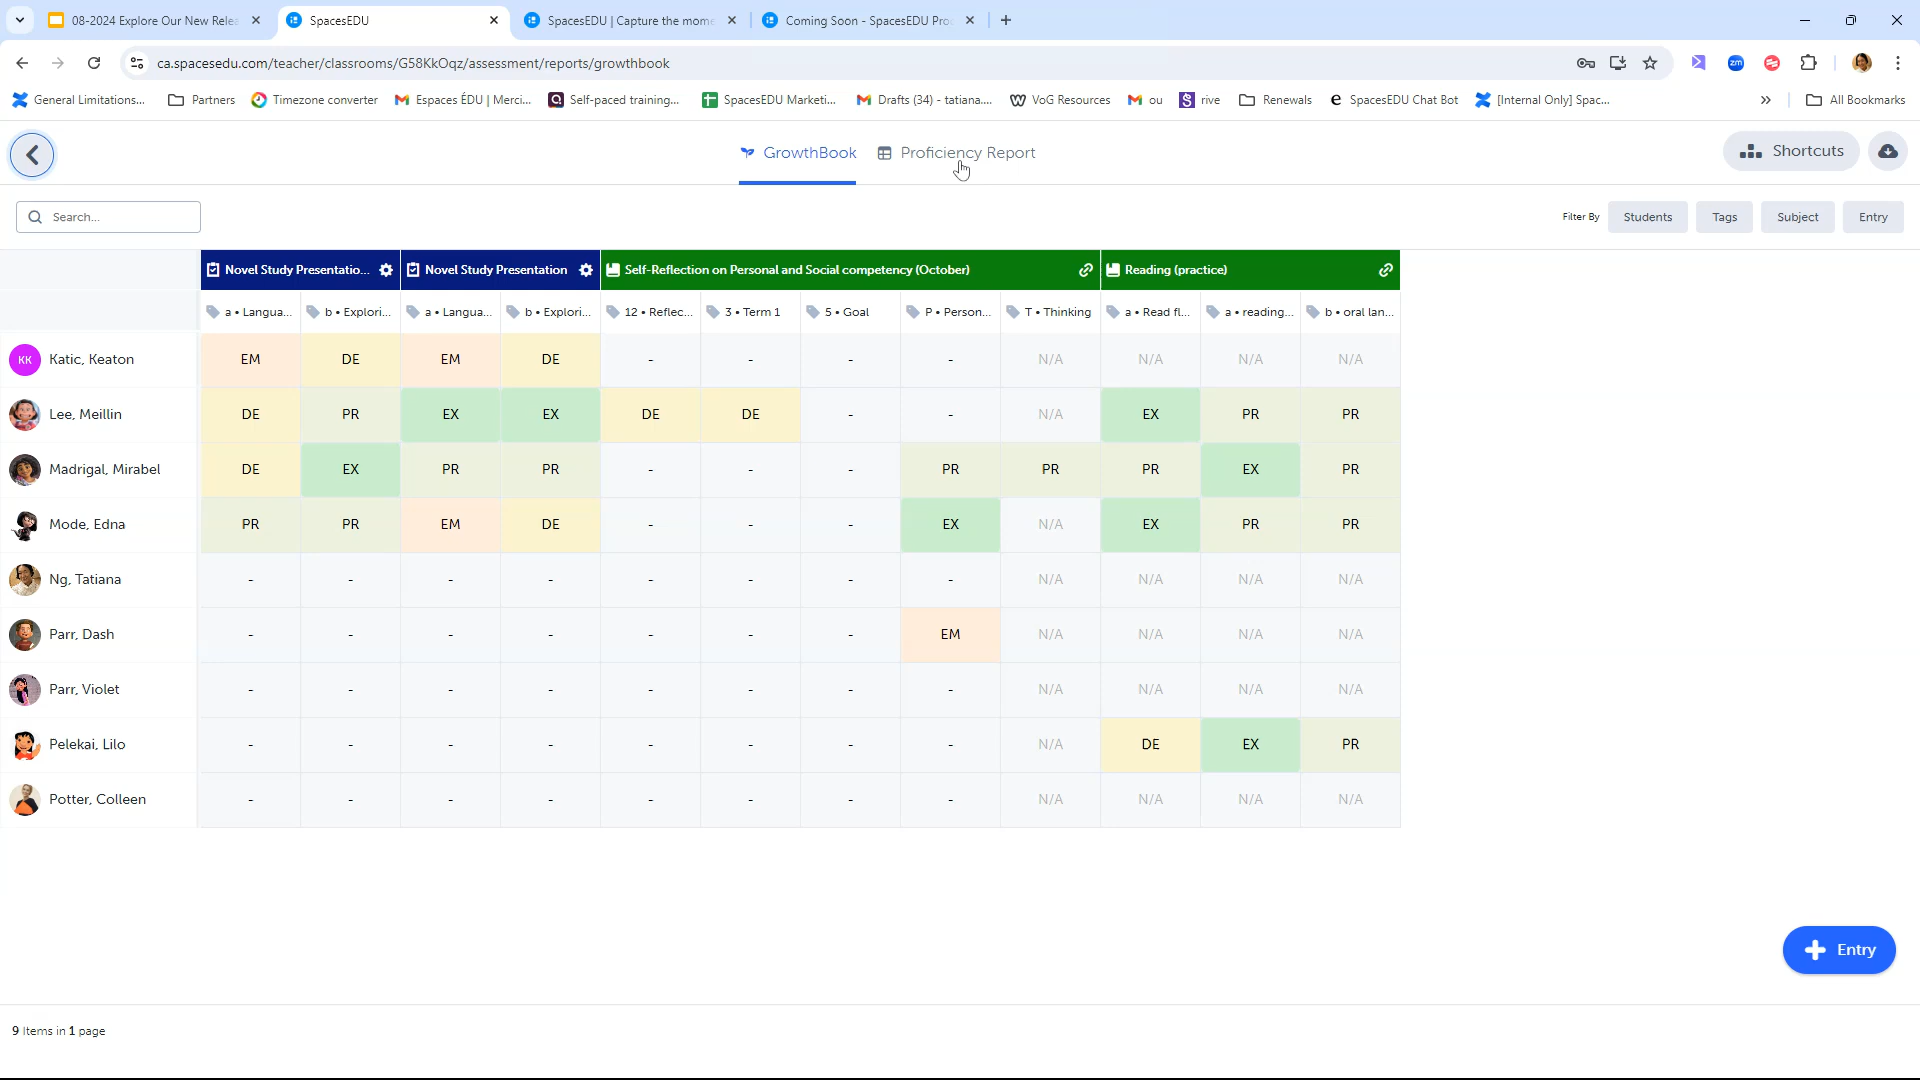 08-2024 Explore Our New Relea
SpacesEDU
SpacesEDU | Capture the mome
Coming Soon - SpacesEDU Pro
ca.spacesedu.com/teacher/classrooms/G58KkOqz/assessment/reports/growthbook
General Limitations...
Partners
Timezone converter
Espaces ÉDU | Merci...
Self-paced training...
SpacesEDU Marketi...
Drafts (34) - tatiana....
VoG Resources
ou
rive
Renewals
SpacesEDU Chat Bot
[Internal Only] Spac...
»
All Bookmarks
GrowthBook
Proficiency Report
Shortcuts
Search...
Filter By
Students
Tags
Subject
Entry
Novel Study Presentatio...
Novel Study Presentation
Self-Reflection on Personal and Social competency (October)
Reading (practice)
a • Langua... b • Explori... a • Langua... b • Explori... 12 • Reflec... 3 • Term 1 5 • Goal P • Person... T • Thinking a • Read fl... a • reading... b • oral lan...
KK Katic, Keaton EM DE EM DE - - - - N/A N/A N/A N/A
Lee, Meillin DE PR EX EX DE DE - - N/A EX PR PR
Madrigal, Mirabel DE EX PR PR - - - PR PR PR EX PR
Mode, Edna PR PR EM DE - - - EX N/A EX PR PR
Ng, Tatiana - - - - - - - - N/A N/A N/A N/A
Parr, Dash - - - - - - - EM N/A N/A N/A N/A
Parr, Violet - - - - - - - - N/A N/A N/A N/A
Pelekai, Lilo - - - - - - - - N/A DE EX PR
Potter, Colleen - - - - - - - - N/A N/A N/A N/A
Entry
9 Items in 1 page